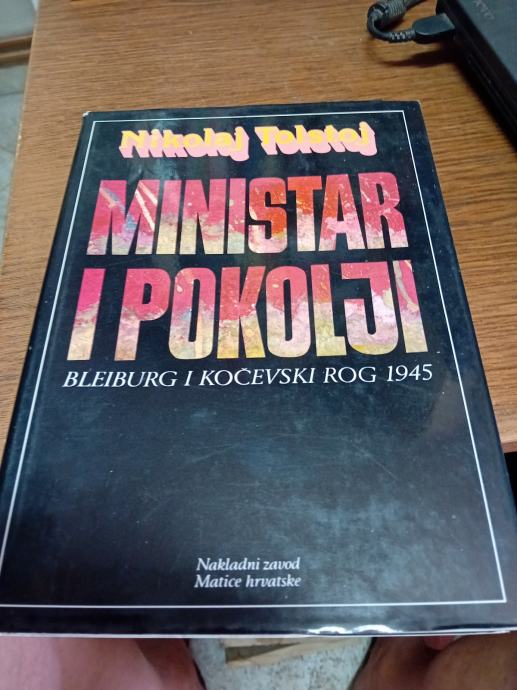 Nikolaj Tolstoj
MINISTAR
I POKOLJI
BLEIBURG I KOČEVSKI ROG 1945
Nakladni zavod
Matice hrvatske